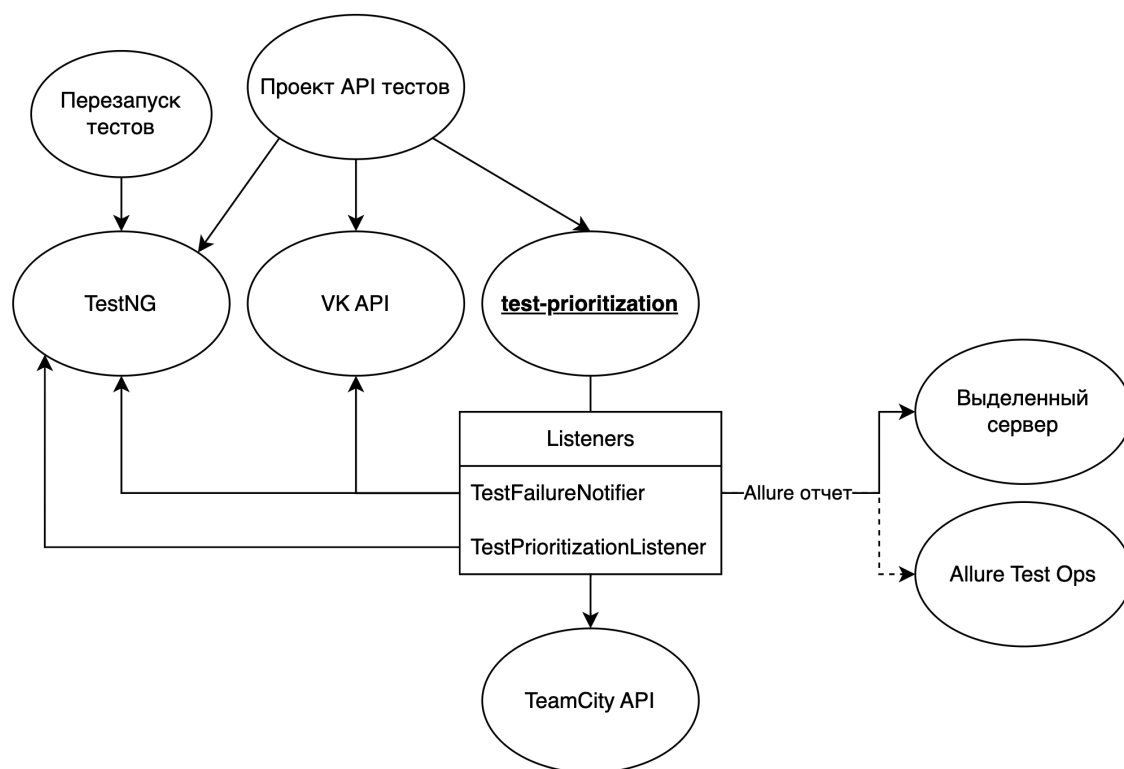 Проект API тестов
Перезапуск
тестов
TestNG
VK API
test-prioritization
Выделенный
сервер
Listeners
TestFailureNotifier
Allure отчет
TestPrioritizationListener
Allure Test Ops
TeamCity API